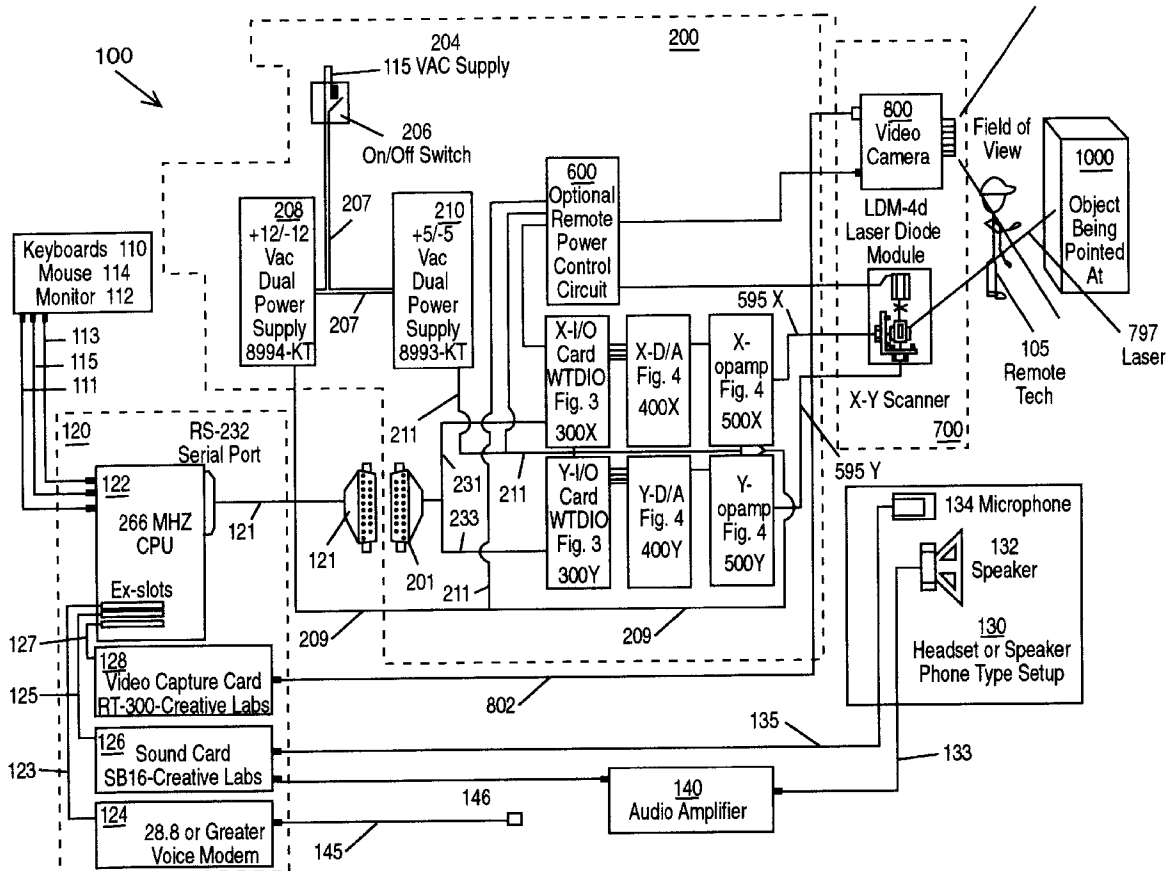 100
204
115 VAC Supply
200
206
On/Off Switch
207
208
+12/-12
Vac
Dual
Power
Supply
8994-KT
207
210
+5/-5
Vac
Dual
Power
Supply
8993-KT
600
Optional
Remote
Power
Control
Circuit
800
Video
Camera
Field of
View
1000
Object
Being
Pointed
At
LDM-4d
Laser Diode
Module
595 X
X-Y Scanner
700
105
Remote
Tech
797
Laser
595 Y
Keyboards 110
Mouse 114
Monitor 112
113
115
111
X-I/O
Card
WTDIO
Fig. 3
300X
X-D/A
Fig. 4
400X
X-
opamp
Fig. 4
500X
211
211
231
233
Y-I/O
Card
WTDIO
Fig. 3
300Y
Y-D/A
Fig. 4
400Y
Y-
opamp
Fig. 4
500Y
120
RS-232
Serial Port
122
266 MHZ
CPU
Ex-slots
121
121
201
211
209
209
134 Microphone
132
Speaker
130
Headset or Speaker
Phone Type Setup
127
128
Video Capture Card
RT-300-Creative Labs
802
125
126
Sound Card
SB16-Creative Labs
135
133
123
124
28.8 or Greater
Voice Modem
145
146
140
Audio Amplifier